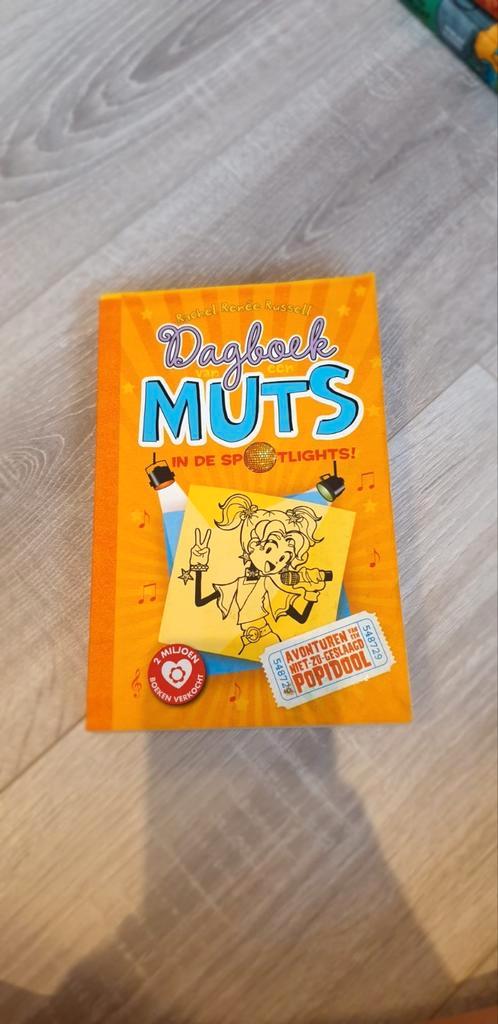 Rachel Renée Russell
Dagboek
van een
MUTS
IN DE SPOTLIGHTS!
2 MILJOEN
BOEKEN VERKOCHT
548729
AVONTUREN VAN EEN
NIET-ZO-GESLAAGD
POPIDOOL
548729